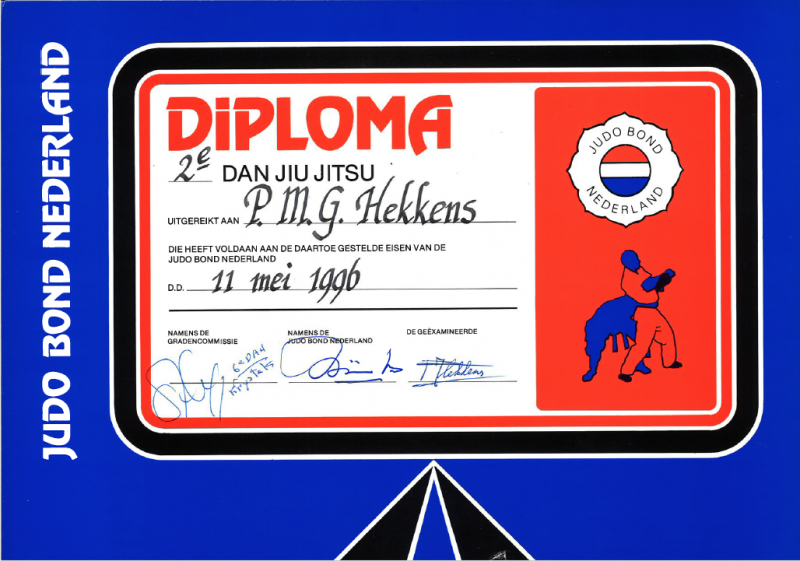 JUDO BOND NEDERLAND
DiPLOMA
2e DAN JIU JITSU
UITGEREIKT AAN P. M. G. Hekkens
DIE HEEFT VOLDAAN AAN DE DAARTOE GESTELDE EISEN VAN DE
JUDO BOND NEDERLAND
D.D. 11 mei 1996
NAMENS DE
GRADENCOMMISSIE
NAMENS DE
JUDO BOND NEDERLAND
DE GEËXAMINEERDE
6e DAN
Hekkens
JUDO BOND
NEDERLAND